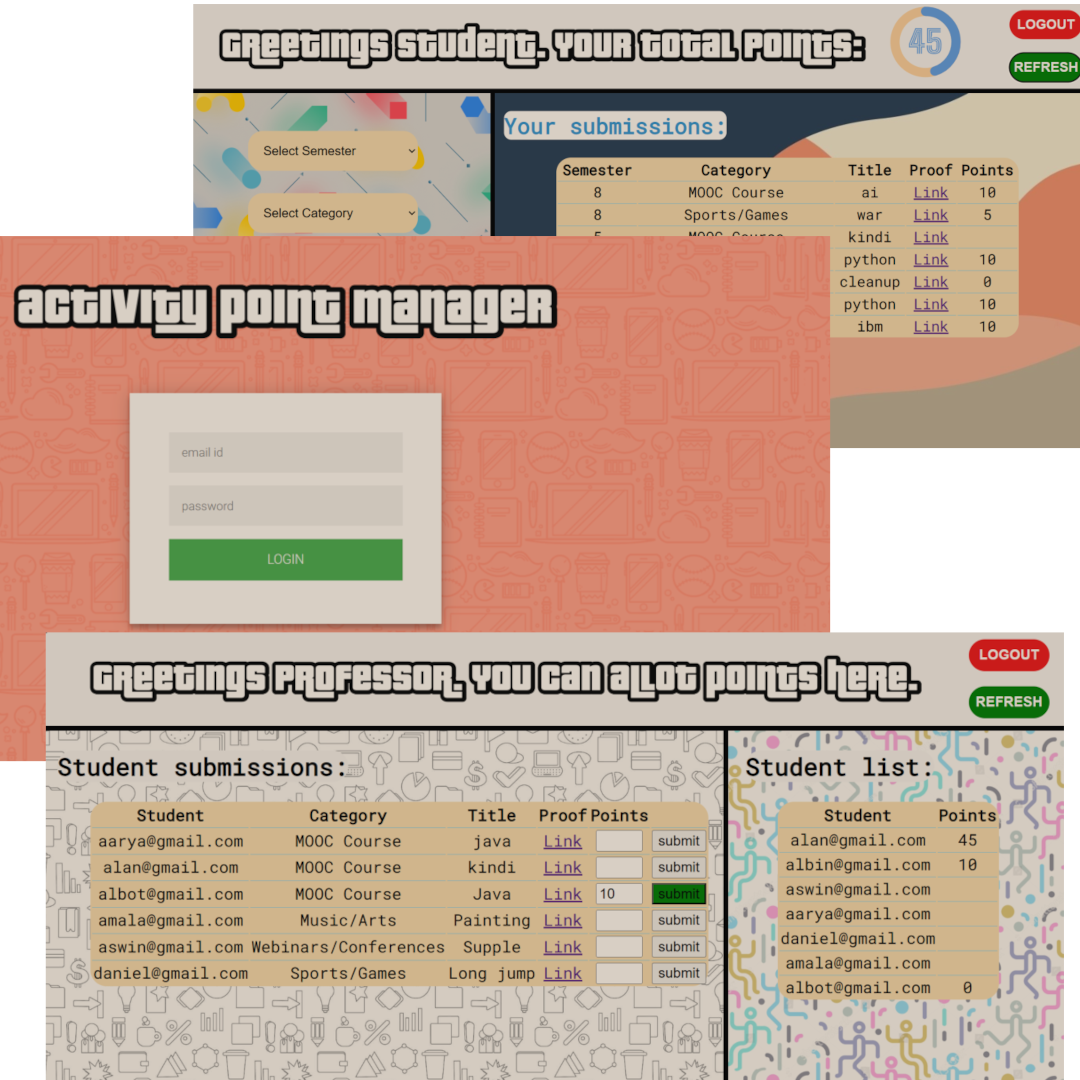 Greetings Student. Your total points:
45
LOGOUT
REFRESH
Select Semester
Select Category
Your submissions:
Semester Category Title Proof Points
8 MOOC Course ai Link 10
8 Sports/Games war Link 5
5 MOOC Course kindi Link
python Link 10
cleanup Link 0
python Link 10
ibm Link 10
activity point manager
email id
password
LOGIN
Greetings Professor, you can allot points here.
LOGOUT
REFRESH
Student submissions:
Student Category Title Proof Points
aarya@gmail.com MOOC Course java Link submit
alan@gmail.com MOOC Course kindi Link submit
albot@gmail.com MOOC Course Java Link 10 submit
amala@gmail.com Music/Arts Painting Link submit
aswin@gmail.com Webinars/Conferences Supple Link submit
daniel@gmail.com Sports/Games Long jump Link submit
Student list:
Student Points
alan@gmail.com 45
albin@gmail.com 10
aswin@gmail.com
aarya@gmail.com
daniel@gmail.com
amala@gmail.com
albot@gmail.com 0